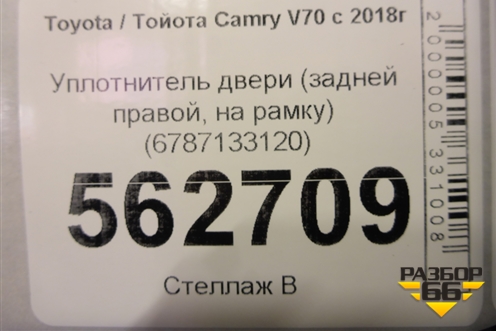 Toyota / Тойота Camry V70 с 2018г
Уплотнитель двери (задней
правой, на рамку)
(6787133120)
562709
Стеллаж В
2000005331008
РАЗБОР
66